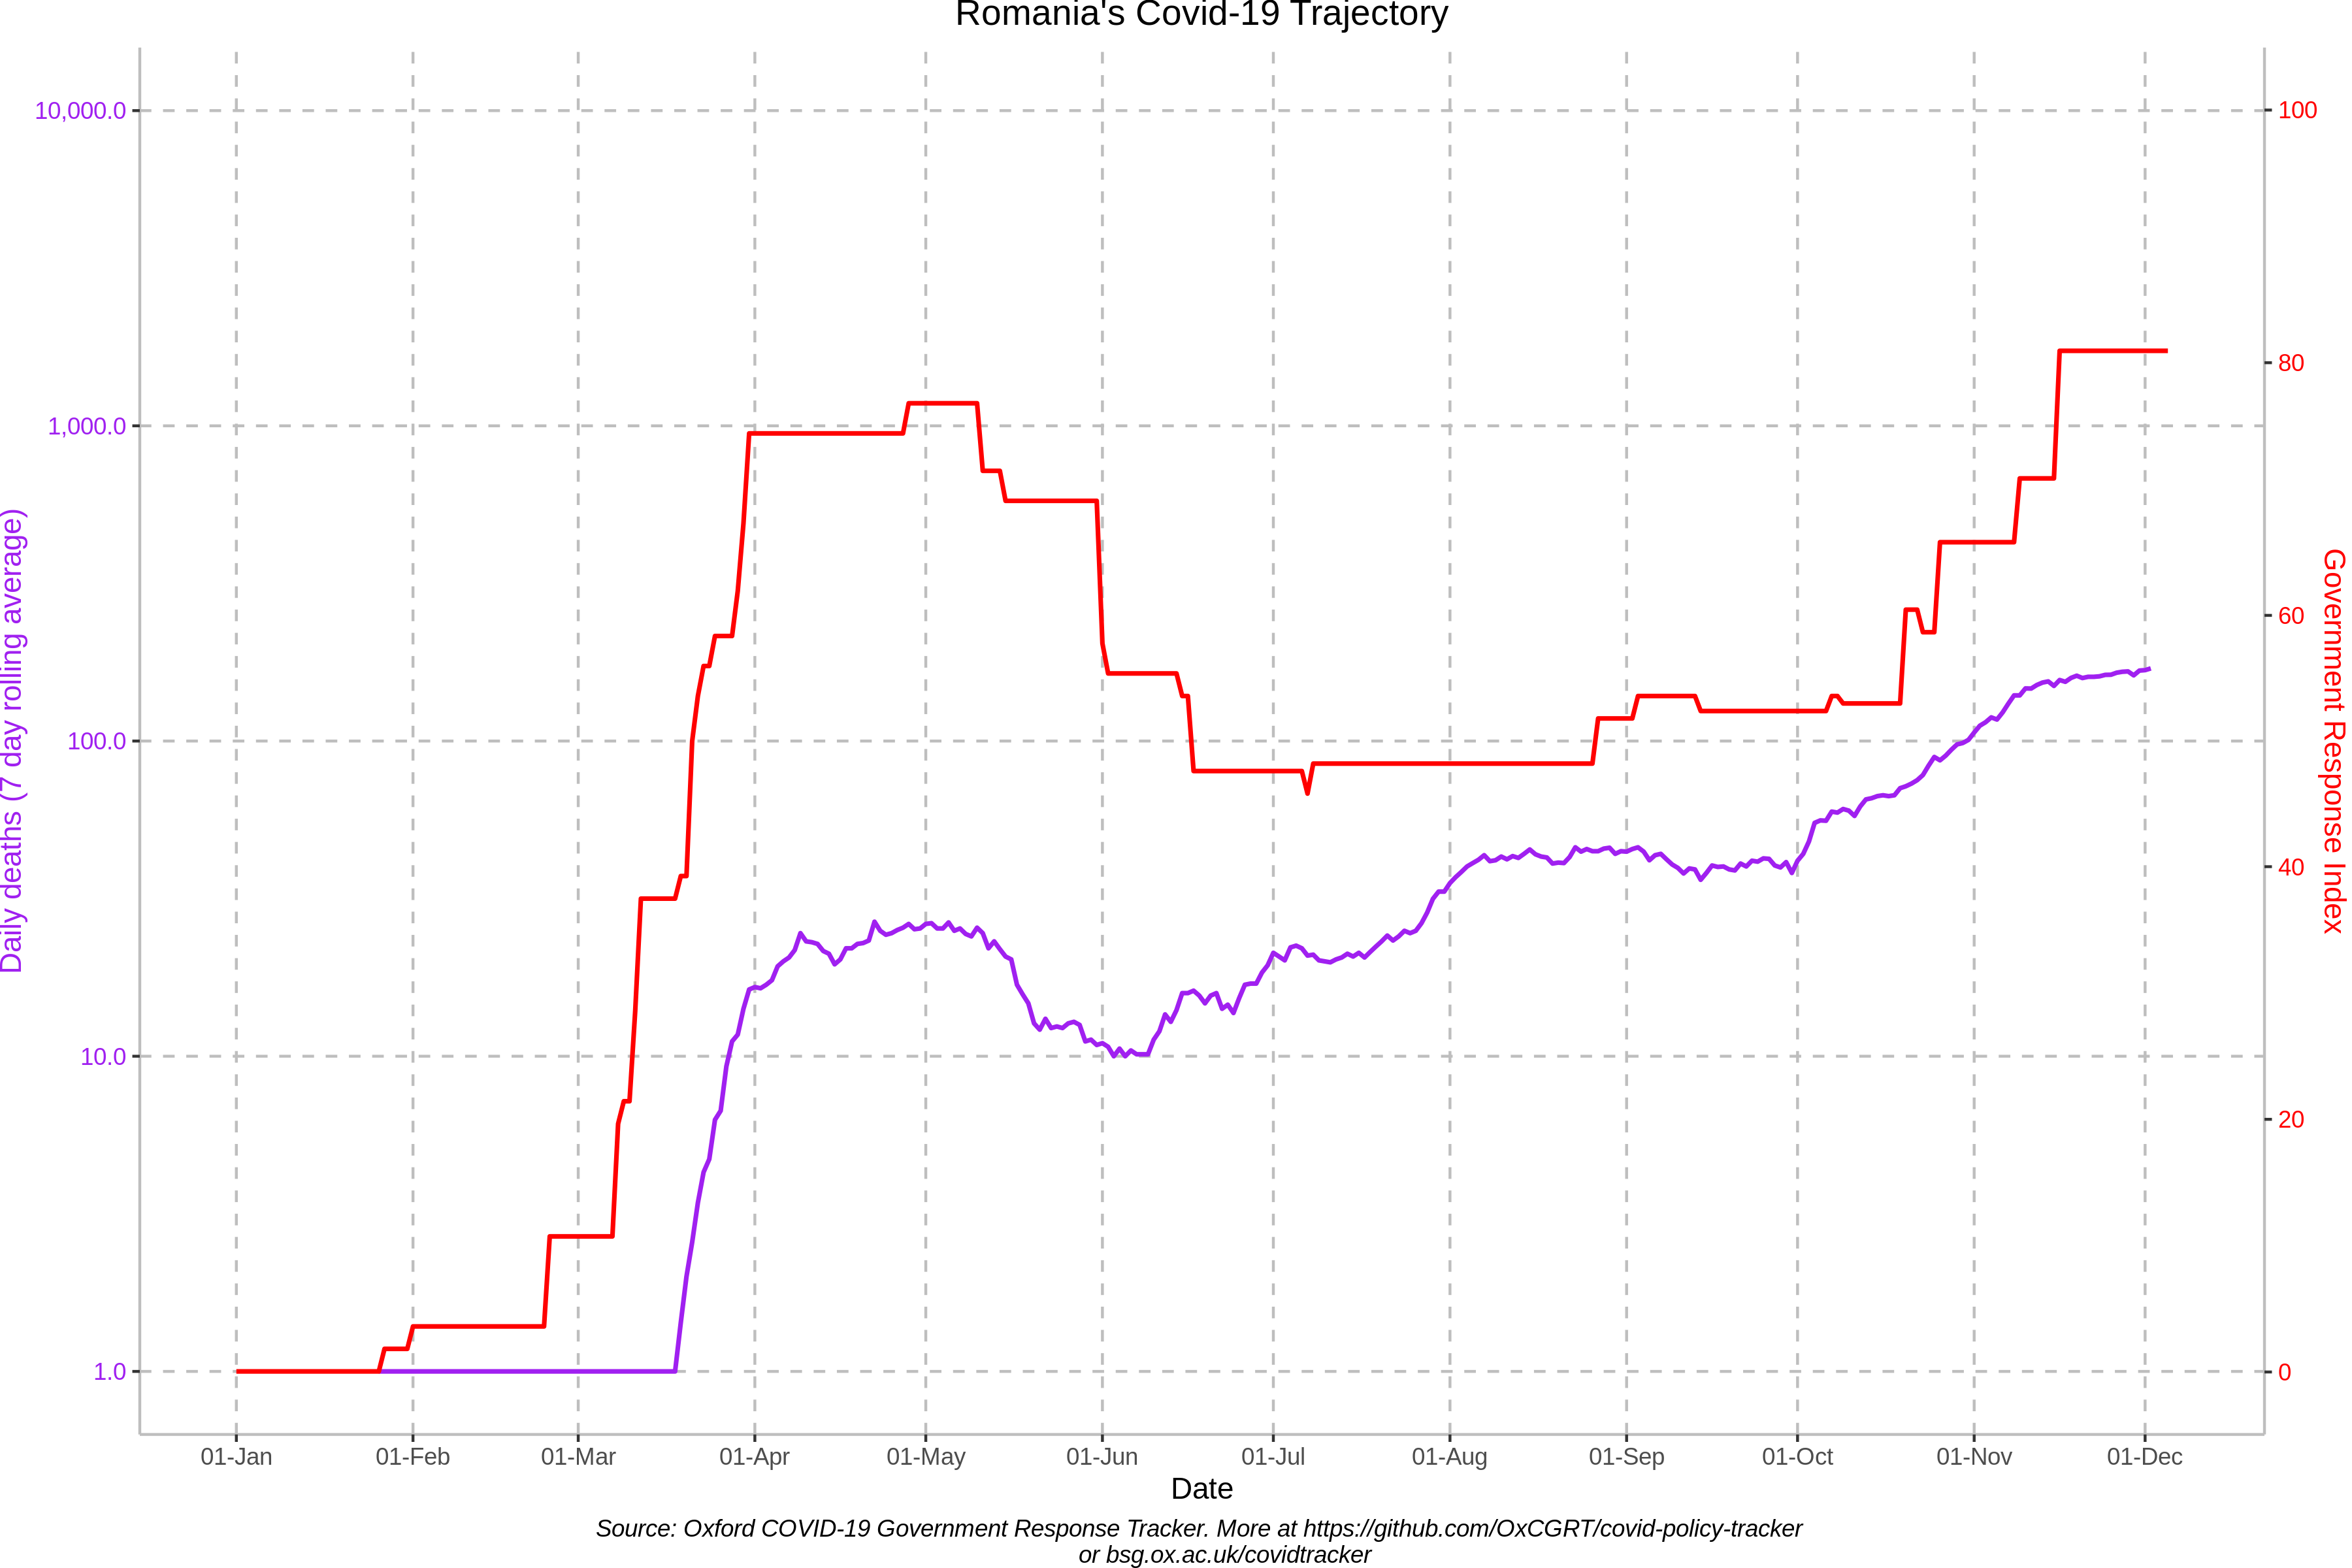 Romania's Covid-19 Trajectory
Daily deaths (7 day rolling average)
10,000.0
1,000.0
100.0
10.0
1.0
100
80
60
40
20
0
Government Response Index
01-Jan 01-Feb 01-Mar 01-Apr 01-May 01-Jun 01-Jul 01-Aug 01-Sep 01-Oct 01-Nov 01-Dec
Date
Source: Oxford COVID-19 Government Response Tracker. More at https://github.com/OxCGRT/covid-policy-tracker
or bsg.ox.ac.uk/covidtracker